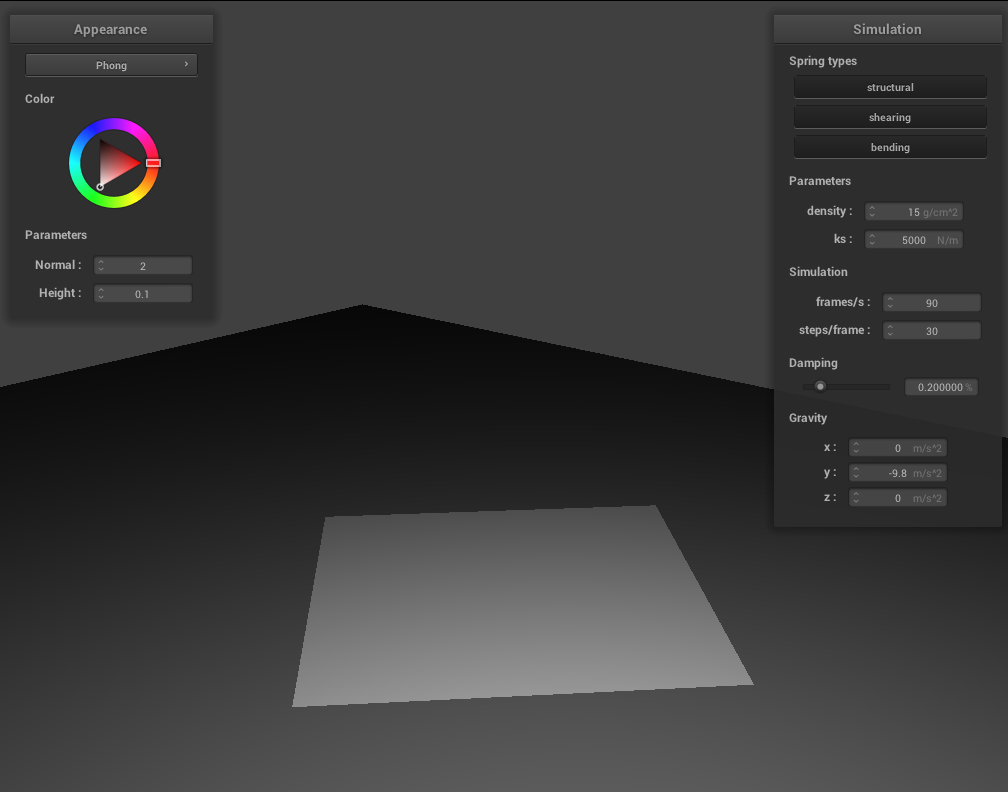 Appearance
Phong
Color
Parameters
Normal : 2
Height : 0.1
Simulation
Spring types
structural
shearing
bending
Parameters
density : 15 g/cm^2
ks : 5000 N/m
Simulation
frames/s : 90
steps/frame : 30
Damping
0.200000 %
Gravity
x : 0 m/s^2
y : -9.8 m/s^2
z : 0 m/s^2